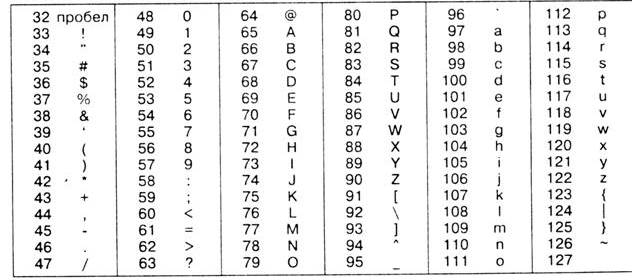 32 пробел 48 0 64 @ 80 P 96 ` 112 p
33 ! 49 1 65 A 81 Q 97 a 113 q
34 " 50 2 66 B 82 R 98 b 114 r
35 # 51 3 67 C 83 S 99 c 115 s
36 $ 52 4 68 D 84 T 100 d 116 t
37 % 53 5 69 E 85 U 101 e 117 u
38 & 54 6 70 F 86 V 102 f 118 v
39 ' 55 7 71 G 87 W 103 g 119 w
40 ( 56 8 72 H 88 X 104 h 120 x
41 ) 57 9 73 I 89 Y 105 i 121 y
42 * 58 : 74 J 90 Z 106 j 122 z
43 + 59 ; 75 K 91 [ 107 k 123 {
44 , 60 < 76 L 92 \ 108 l 124 |
45 - 61 = 77 M 93 ] 109 m 125 }
46 . 62 > 78 N 94 ^ 110 n 126 ~
47 / 63 ? 79 O 95 _ 111 o 127